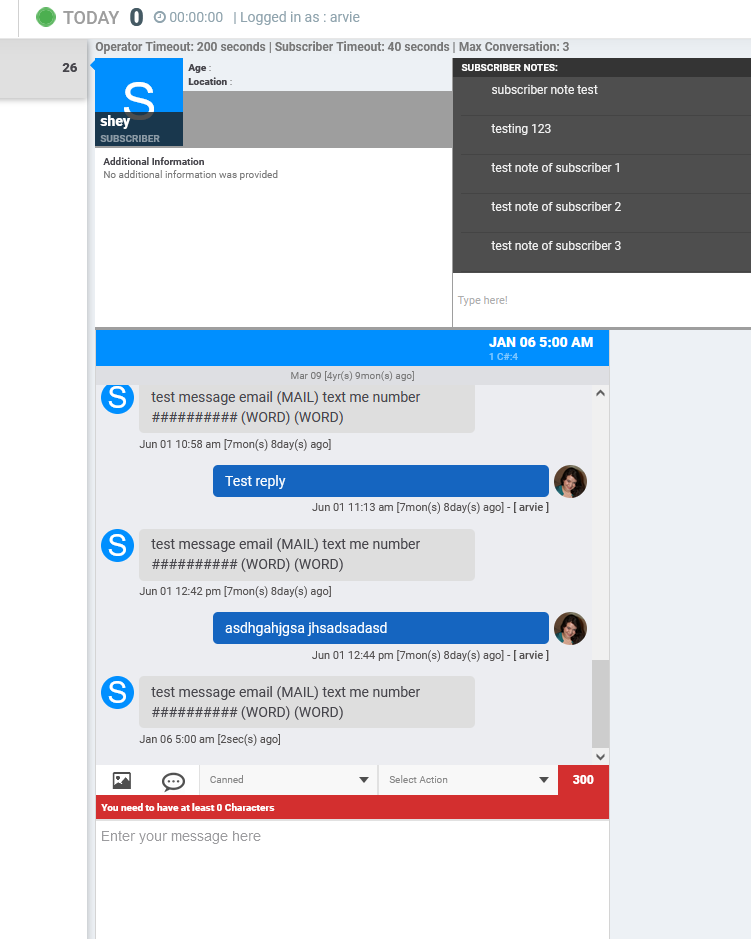 TODAY 0 00:00:00 | Logged in as : arvie
26
Operator Timeout: 200 seconds | Subscriber Timeout: 40 seconds | Max Conversation: 3
S
shey
SUBSCRIBER
Age :
Location :
Additional Information
No additional information was provided
SUBSCRIBER NOTES:
subscriber note test
testing 123
test note of subscriber 1
test note of subscriber 2
test note of subscriber 3
Type here!
JAN 06 5:00 AM
1 C#:4
Mar 09 [4yr(s) 9mon(s) ago]
S
test message email (MAIL) text me number
########## (WORD) (WORD)
Jun 01 10:58 am [7mon(s) 8day(s) ago]
Test reply
Jun 01 11:13 am [7mon(s) 8day(s) ago] - [ arvie ]
S
test message email (MAIL) text me number
########## (WORD) (WORD)
Jun 01 12:42 pm [7mon(s) 8day(s) ago]
asdhgahjgsa jhsadsadasd
Jun 01 12:44 pm [7mon(s) 8day(s) ago] - [ arvie ]
S
test message email (MAIL) text me number
########## (WORD) (WORD)
Jan 06 5:00 am [2sec(s) ago]
Canned
Select Action
300
You need to have at least 0 Characters
Enter your message here